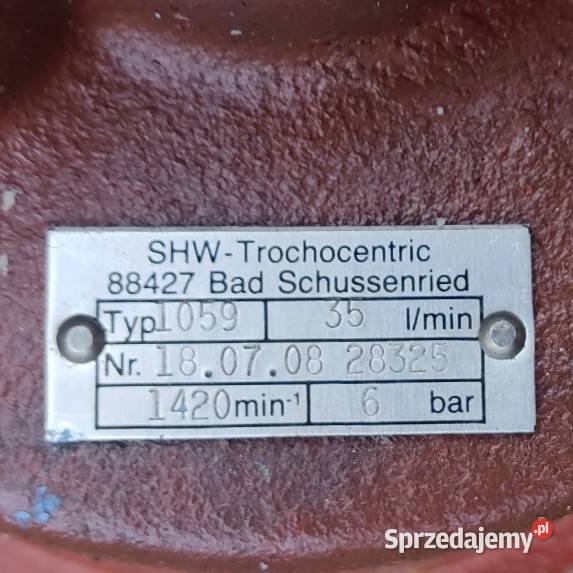 SHW-Trochocentric
88427 Bad Schussenried
Typ 1059 35 l/min
Nr. 18.07.08 28325
1420 min-1 6 bar
Sprzedajemy.pl